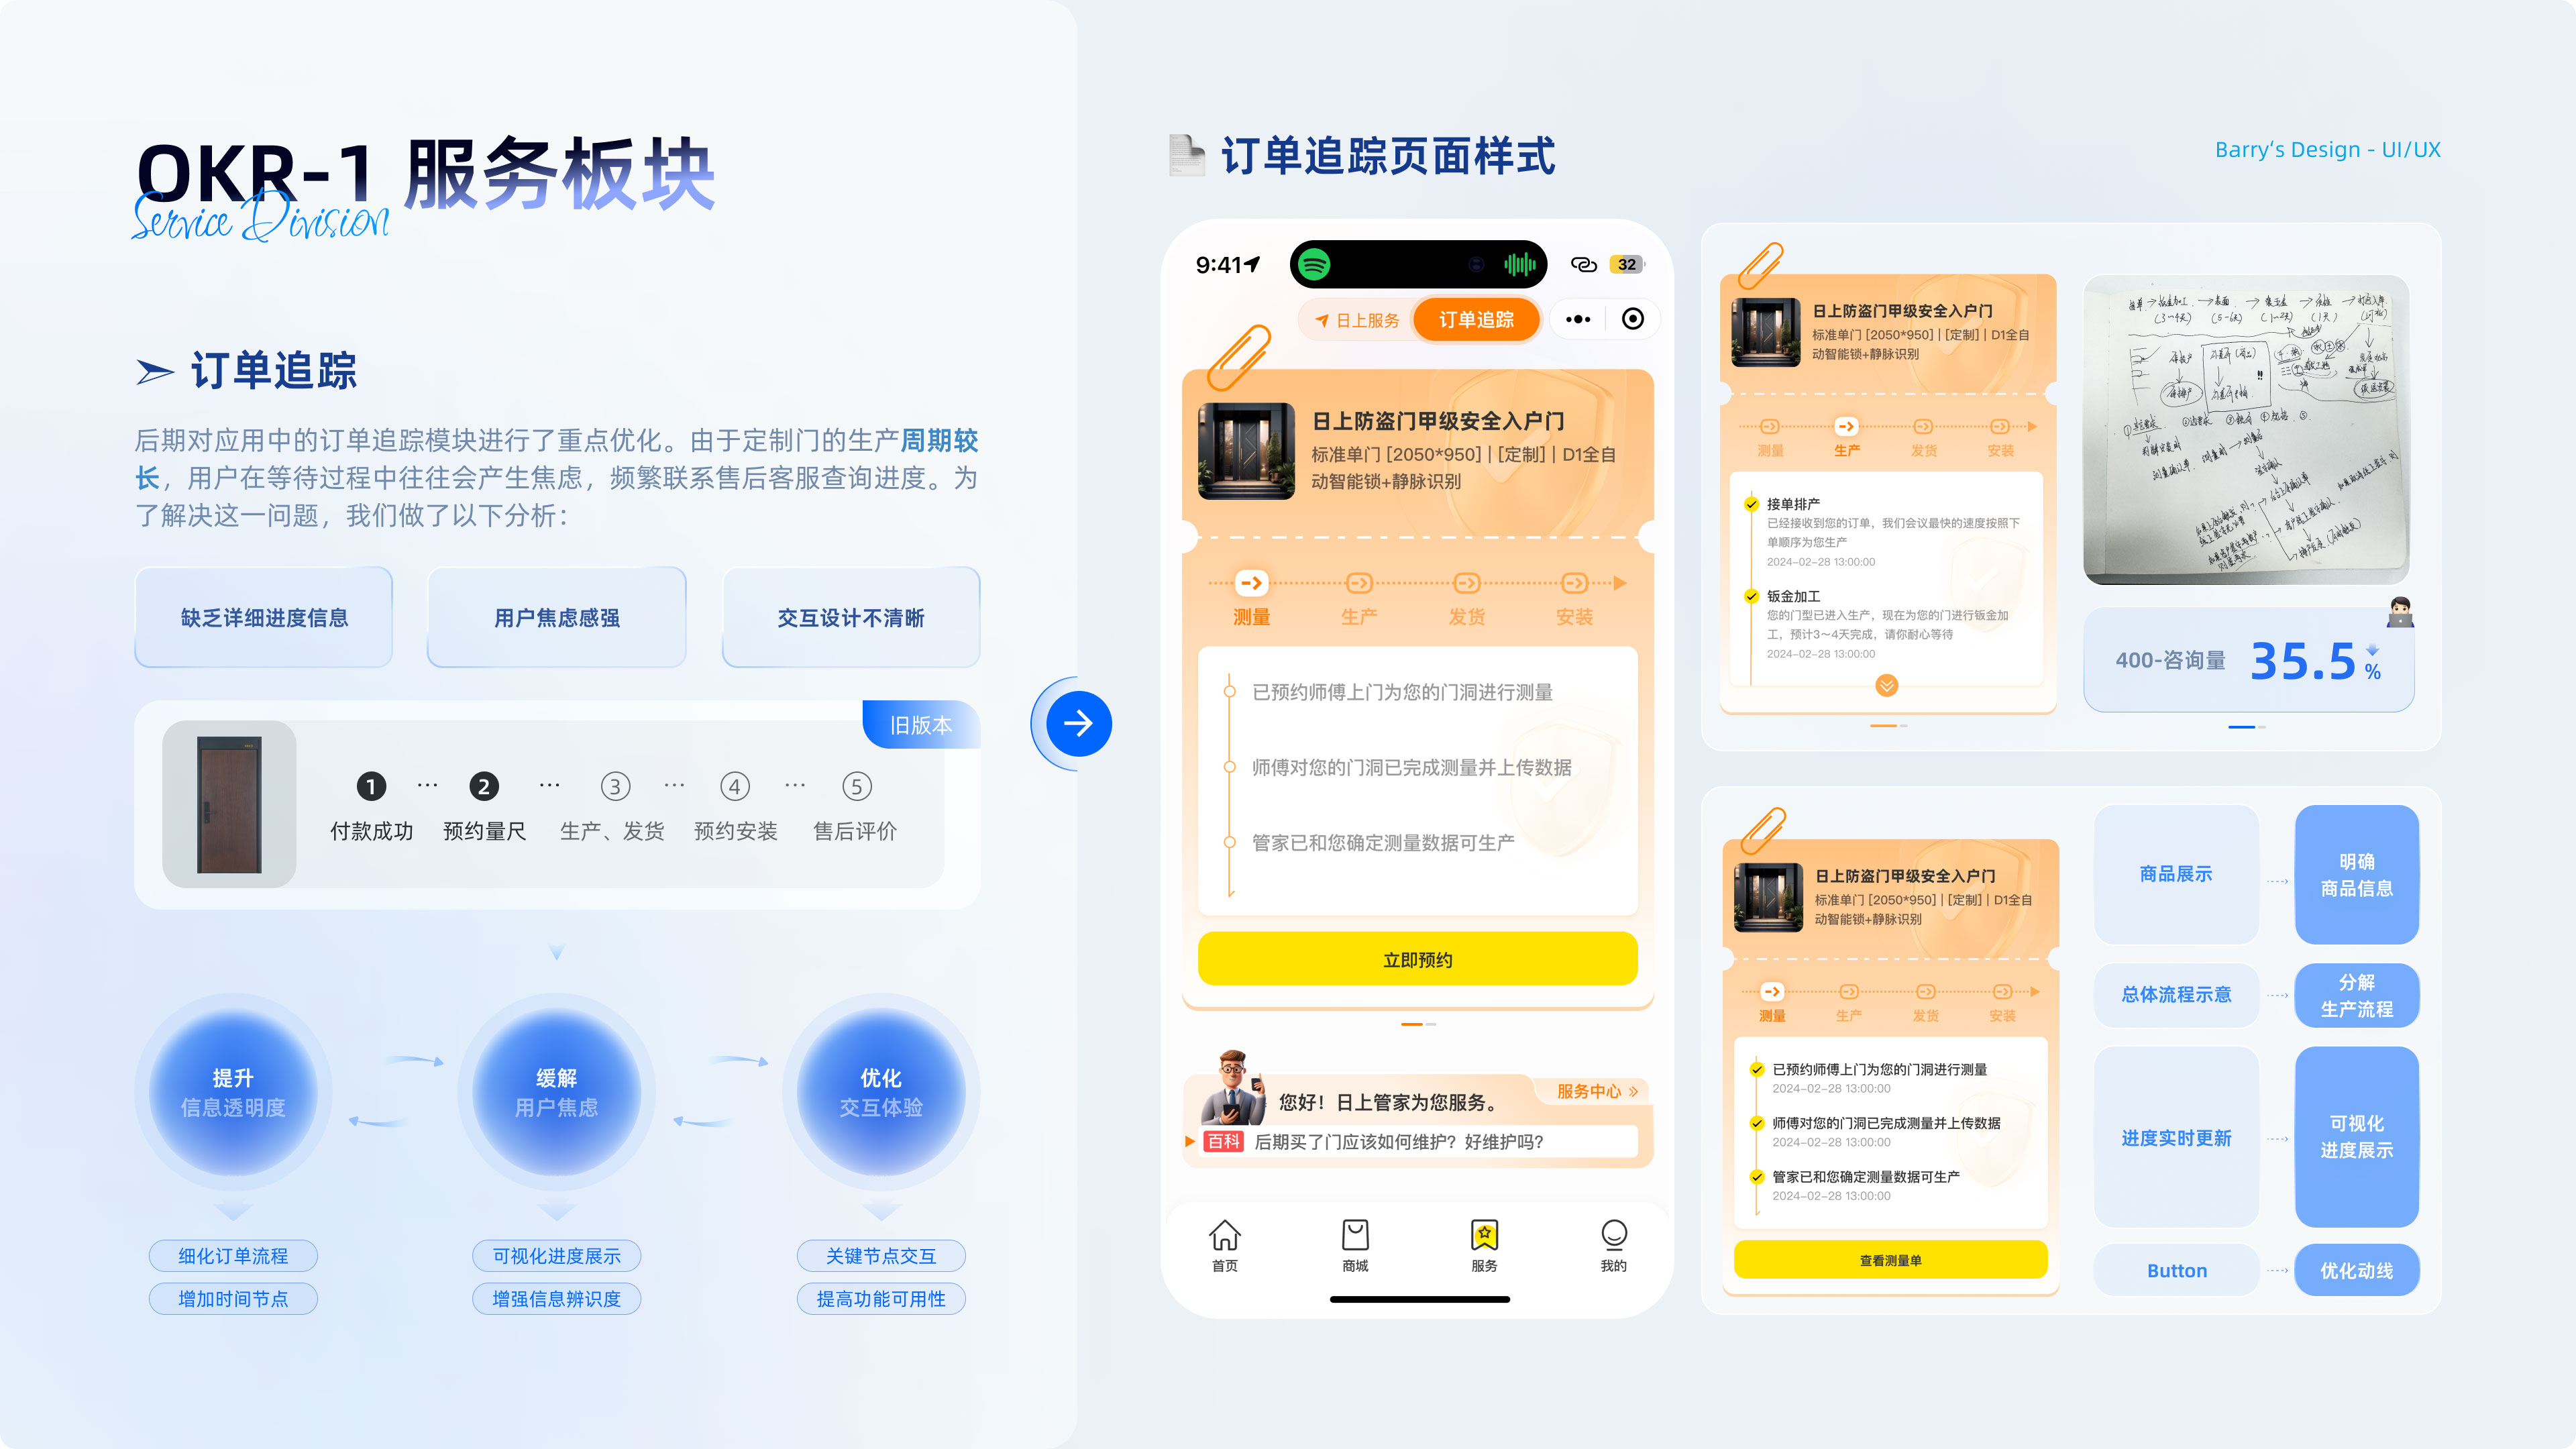 OKR-1 服务板块
Service Division
订单追踪
后期对应用中的订单追踪模块进行了重点优化。由于定制门的生产周期较
长，用户在等待过程中往往会产生焦虑，频繁联系售后客服查询进度。为
了解决这一问题，我们做了以下分析：
缺乏详细进度信息
用户焦虑感强
交互设计不清晰
旧版本
1 ··· 2 ··· 3 ··· 4 ··· 5
付款成功 预约量尺 生产、发货 预约安装 售后评价
提升
信息透明度
缓解
用户焦虑
优化
交互体验
细化订单流程
增加时间节点
可视化进度展示
增强信息辨识度
关键节点交互
提高功能可用性
订单追踪页面样式
Barry’s Design - UI/UX
9:41
32
日上服务
订单追踪
日上防盗门甲级安全入户门
标准单门 [2050*950] | [定制] | D1全自
动智能锁+静脉识别
测量 生产 发货 安装
已预约师傅上门为您的门洞进行测量
师傅对您的门洞已完成测量并上传数据
管家已和您确定测量数据可生产
立即预约
您好！日上管家为您服务。
服务中心
百科 后期买了门应该如何维护？好维护吗？
首页 商城 服务 我的
日上防盗门甲级安全入户门
标准单门 [2050*950] | [定制] | D1全自
动智能锁+静脉识别
测量 生产 发货 安装
接单排产
已经接收到您的订单，我们会议最快的速度按照下
单顺序为您生产
2024-02-28 13:00:00
钣金加工
您的门型已进入生产，现在为您的门进行钣金加
工，预计3～4天完成，请你耐心等待
2024-02-28 13:00:00
400-咨询量 35.5%
日上防盗门甲级安全入户门
标准单门 [2050*950] | [定制] | D1全自
动智能锁+静脉识别
测量 生产 发货 安装
已预约师傅上门为您的门洞进行测量
2024-02-28 13:00:00
师傅对您的门洞已完成测量并上传数据
2024-02-28 13:00:00
管家已和您确定测量数据可生产
2024-02-28 13:00:00
查看测量单
商品展示
明确
商品信息
总体流程示意
分解
生产流程
进度实时更新
可视化
进度展示
Button
优化动线